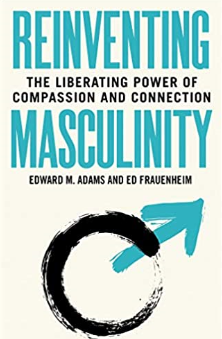 REINVENTING
THE LIBERATING POWER OF
COMPASSION AND CONNECTION
MASCULINITY
EDWARD M. ADAMS AND ED FRAUENHEIM